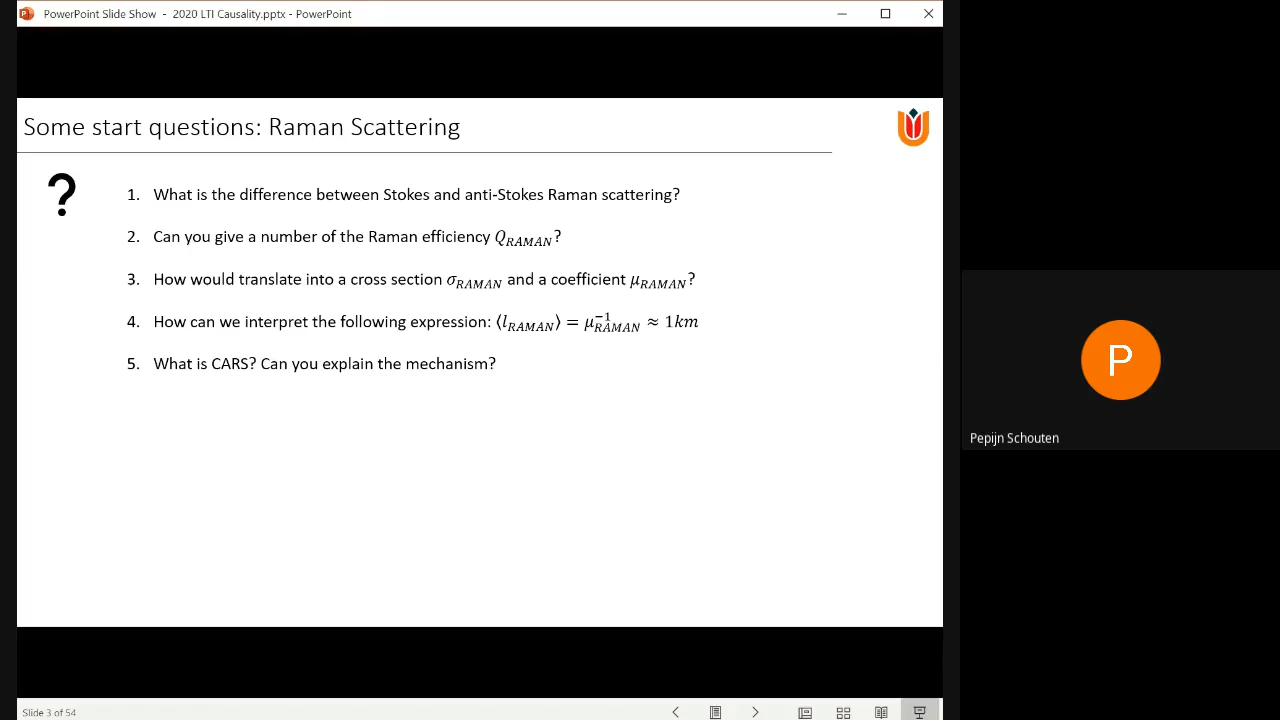 PowerPoint Slide Show - 2020 LTI Causality.pptx - PowerPoint
Some start questions: Raman Scattering
?
1. What is the difference between Stokes and anti-Stokes Raman scattering?
2. Can you give a number of the Raman efficiency Q_RAMAN?
3. How would translate into a cross section σ_RAMAN and a coefficient μ_RAMAN?
4. How can we interpret the following expression: ⟨l_RAMAN⟩ = μ_RAMAN^−1 ≈ 1km
5. What is CARS? Can you explain the mechanism?
P
Pepijn Schouten
Slide 3 of 54